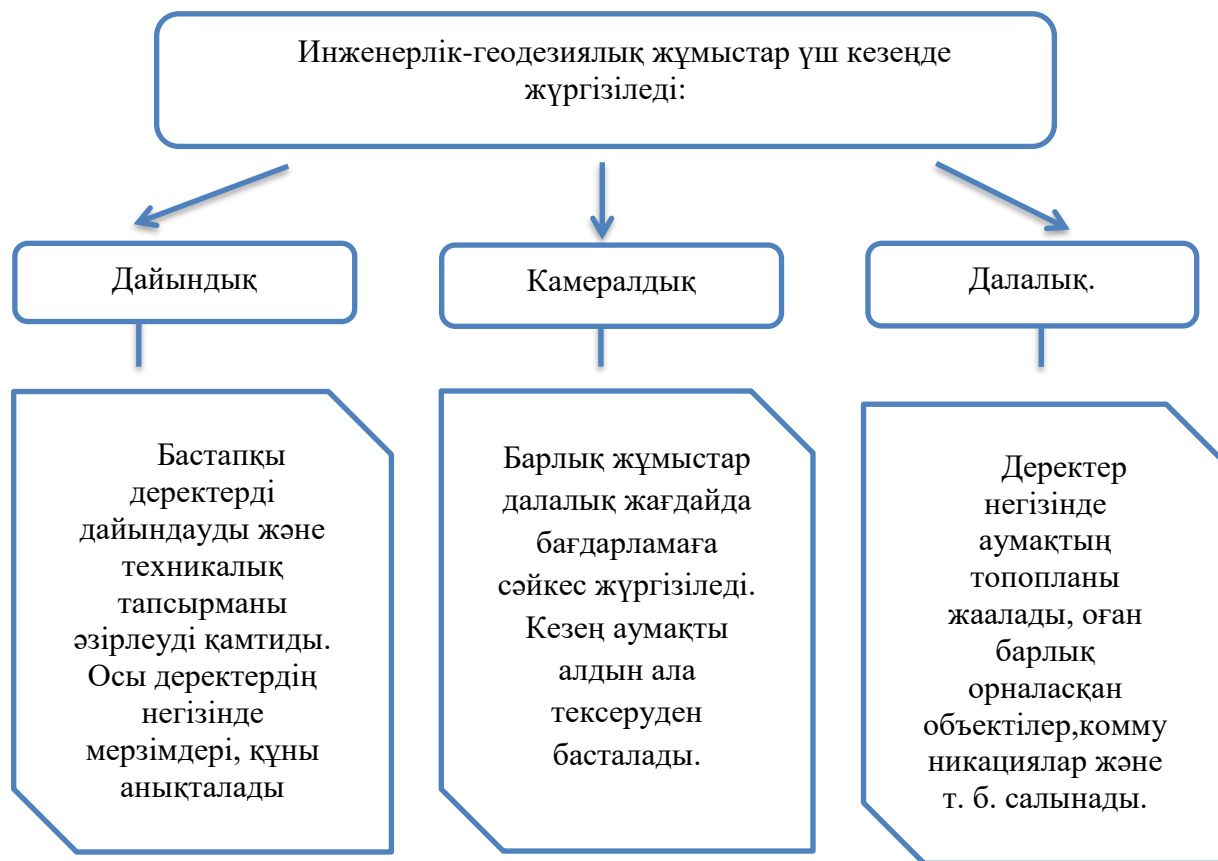 Инженерлік-геодезиялық жұмыстар үш кезеңде
жүргізіледі:
Дайындық
Камералдық
Далалық.
Бастапқы
деректерді
дайындауды және
техникалық
тапсырманы
әзірлеуді қамтиды.
Осы деректердің
негізінде
мерзімдері, құны
анықталады
Барлық жұмыстар
далалық жағдайда
бағдарламаға
сәйкес жүргізіледі.
Кезең аумақты
алдын ала
тексеруден
басталады.
Деректер
негізінде
аумақтың
топопланы
жаалады, оған
барлық
орналасқан
объектілер,комму
никациялар және
т. б. салынады.